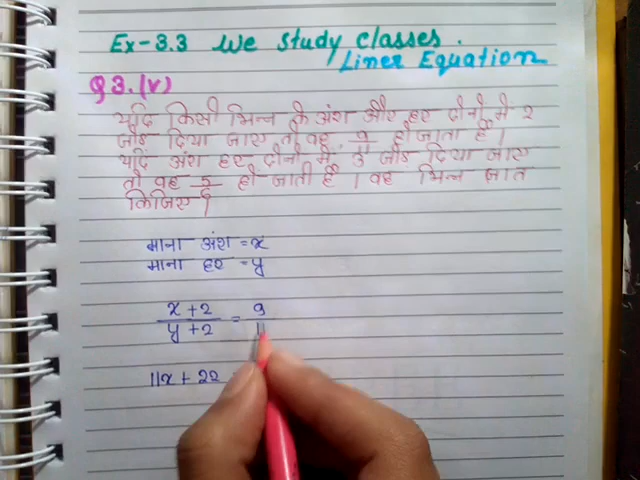 Ex-3.3 We Study Classes.
Liner Equation
Q3.(v)
यदि किसी भिन्न के अंश और हर दोनो में 2
जोड दिया जाए तो वह 9/11 हो जाता है।
यदि अंश हर दोनो में 3 जोड दिया जाए
तो वह 5/6 हो जाती है। वह भिन्न ज्ञात
किजिए।
माना अंश = x
माना हर = y
x+2/y+2 = 9/11
11x + 22